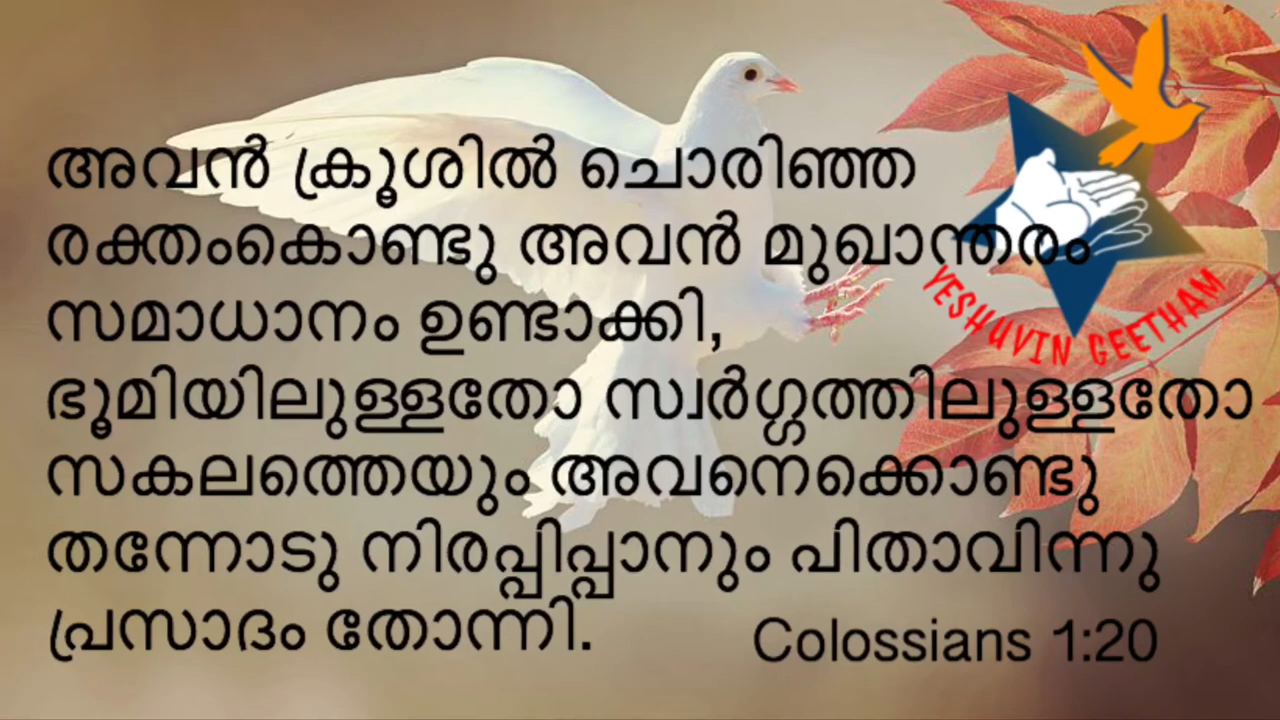 അവൻ ക്രൂശിൽ ചൊരിഞ്ഞ
രക്തംകൊണ്ടു അവൻ മുഖാന്തരം
സമാധാനം ഉണ്ടാക്കി,
ഭൂമിയിലുള്ളതോ സ്വർഗ്ഗത്തിലുള്ളതോ
സകലത്തെയും അവനെക്കൊണ്ടു
തന്നോടു നിരപ്പിപ്പാനും പിതാവിന്നു
പ്രസാദം തോന്നി.
Colossians 1:20
YESHUVIN GEETHAM